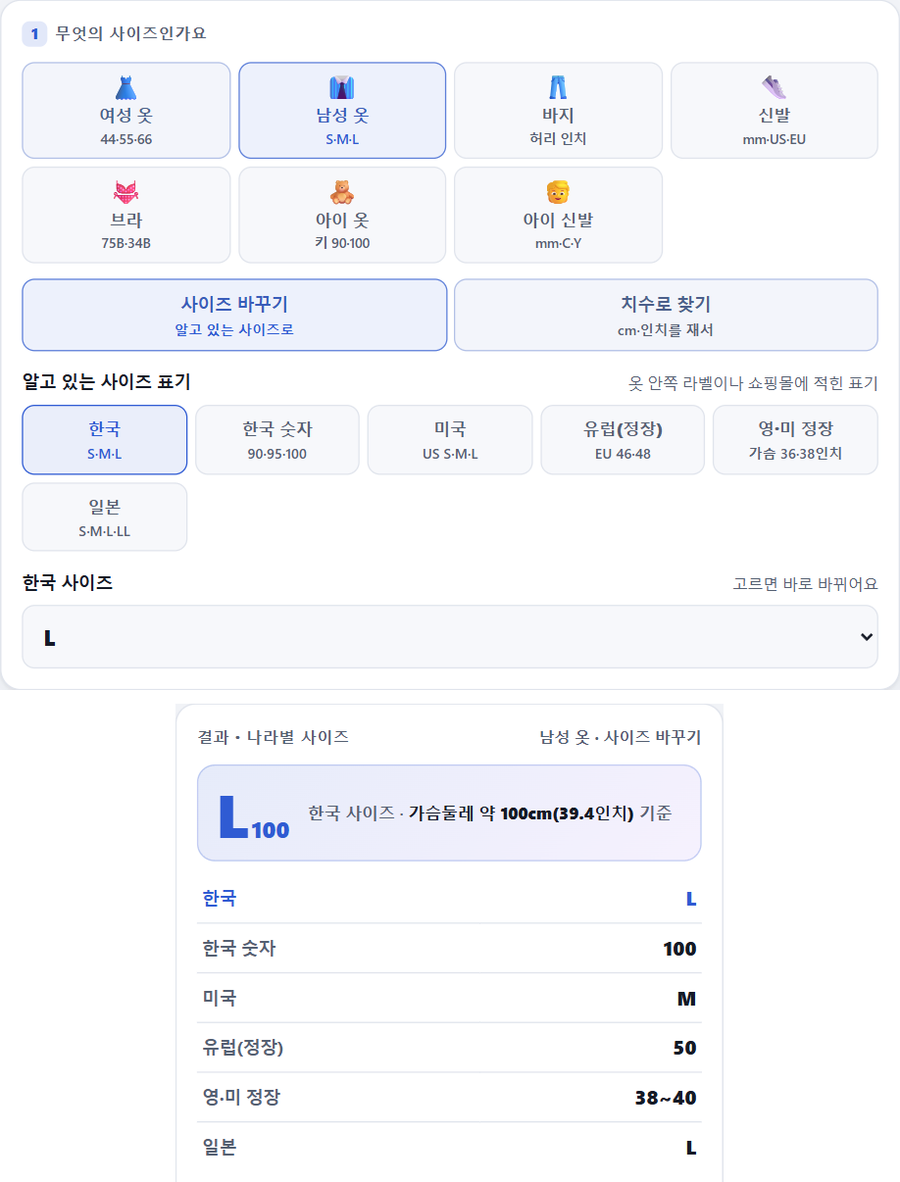 1 무엇의 사이즈인가요
여성 옷
44·55·66
남성 옷
S·M·L
바지
허리 인치
신발
mm·US·EU
브라
75B·34B
아이 옷
키 90·100
아이 신발
mm·C·Y
사이즈 바꾸기
알고 있는 사이즈로
치수로 찾기
cm·인치를 재서
알고 있는 사이즈 표기
옷 안쪽 라벨이나 쇼핑몰에 적힌 표기
한국
S·M·L
한국 숫자
90·95·100
미국
US S·M·L
유럽(정장)
EU 46·48
영·미 정장
가슴 36·38인치
일본
S·M·L·LL
한국 사이즈
고르면 바로 바뀌어요
L
결과 · 나라별 사이즈
남성 옷 · 사이즈 바꾸기
L100
한국 사이즈 · 가슴둘레 약 100cm(39.4인치) 기준
한국 L
한국 숫자 100
미국 M
유럽(정장) 50
영·미 정장 38~40
일본 L